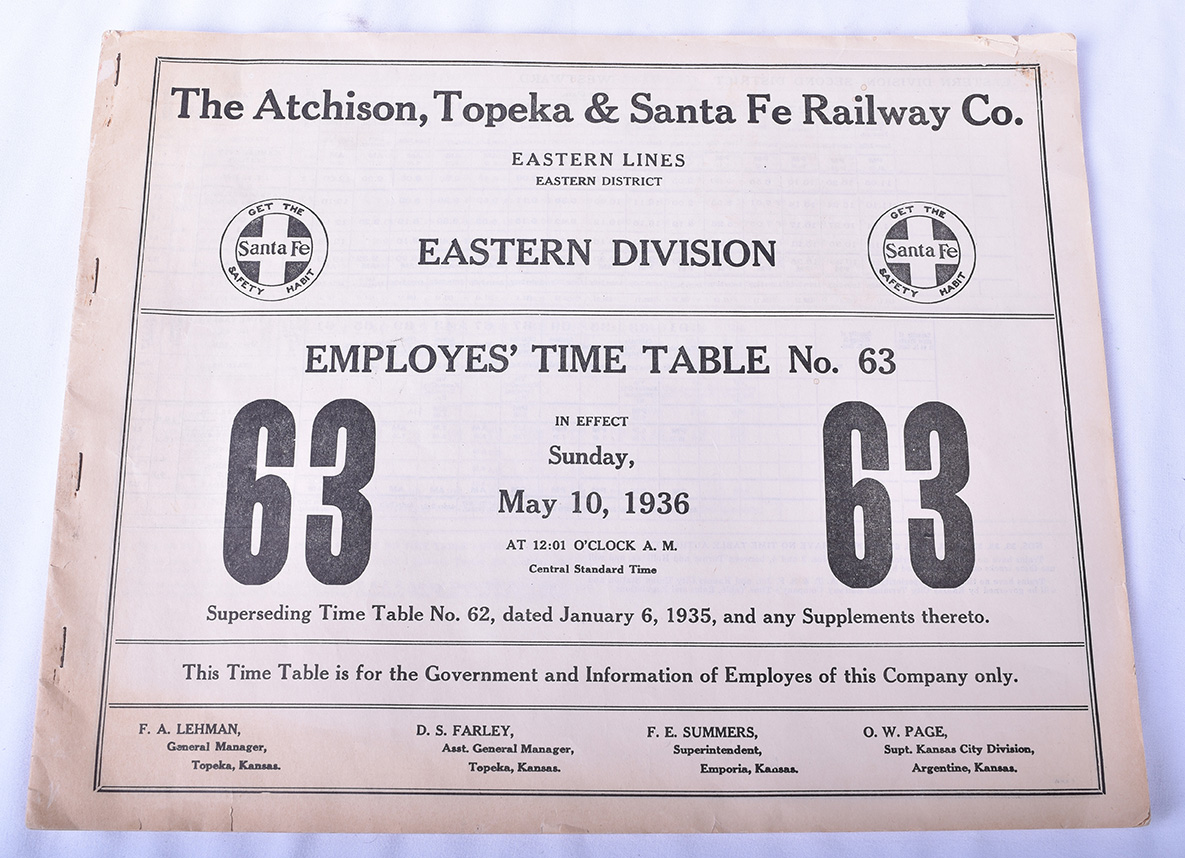 The Atchison, Topeka & Santa Fe Railway Co.
EASTERN LINES
EASTERN DISTRICT
GET THE
Santa Fe
SAFETY HABIT
EASTERN DIVISION
GET THE
Santa Fe
SAFETY HABIT
EMPLOYES' TIME TABLE No. 63
63
IN EFFECT
Sunday,
May 10, 1936
AT 12:01 O'CLOCK A. M.
Central Standard Time
63
Superseding Time Table No. 62, dated January 6, 1935, and any Supplements thereto.
This Time Table is for the Government and Information of Employes of this Company only.
F. A. LEHMAN,
General Manager,
Topeka, Kansas.
D. S. FARLEY,
Asst. General Manager,
Topeka, Kansas.
F. E. SUMMERS,
Superintendent,
Emporia, Kansas.
O. W. PAGE,
Supt. Kansas City Division,
Argentine, Kansas.